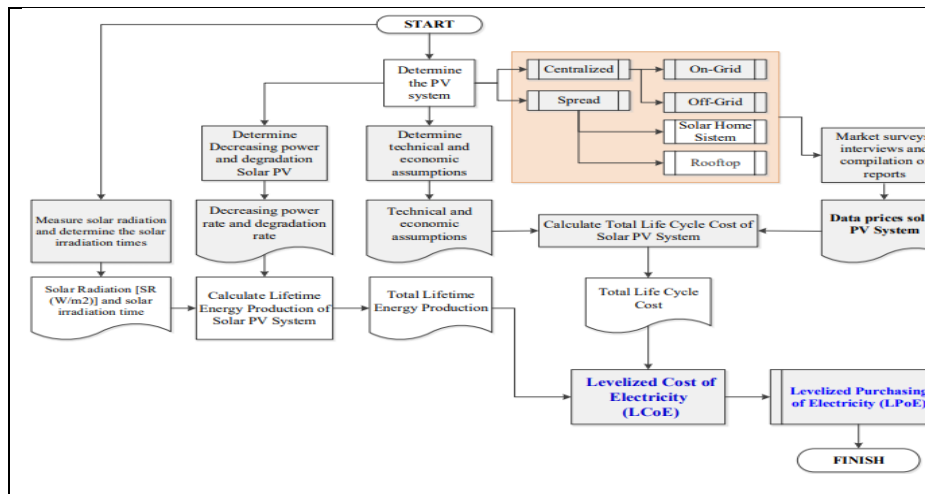 START
Determine
the PV
system
Centralized
On-Grid
Spread
Off-Grid
Solar Home
Sistem
Rooftop
Determine
Decreasing power
and degradation
Solar PV
Determine
technical and
economic
assumptions
Market surveys
interviews and
compilation of
reports
Measure solar radiation
and determine the solar
irradiation times
Decreasing power
rate and degradation
rate
Technical and
economic
assumptions
Calculate Total Life Cycle Cost of
Solar PV System
Data prices sol
PV System
Solar Radiation [SR
(W/m2)] and solar
irradiation time
Calculate Lifetime
Energy Production of
Solar PV System
Total Lifetime
Energy Production
Total Life Cycle
Cost
Levelized Cost of
Electricity
(LCoE)
Levelized Purchasing
of Electricity (LPoE)
FINISH